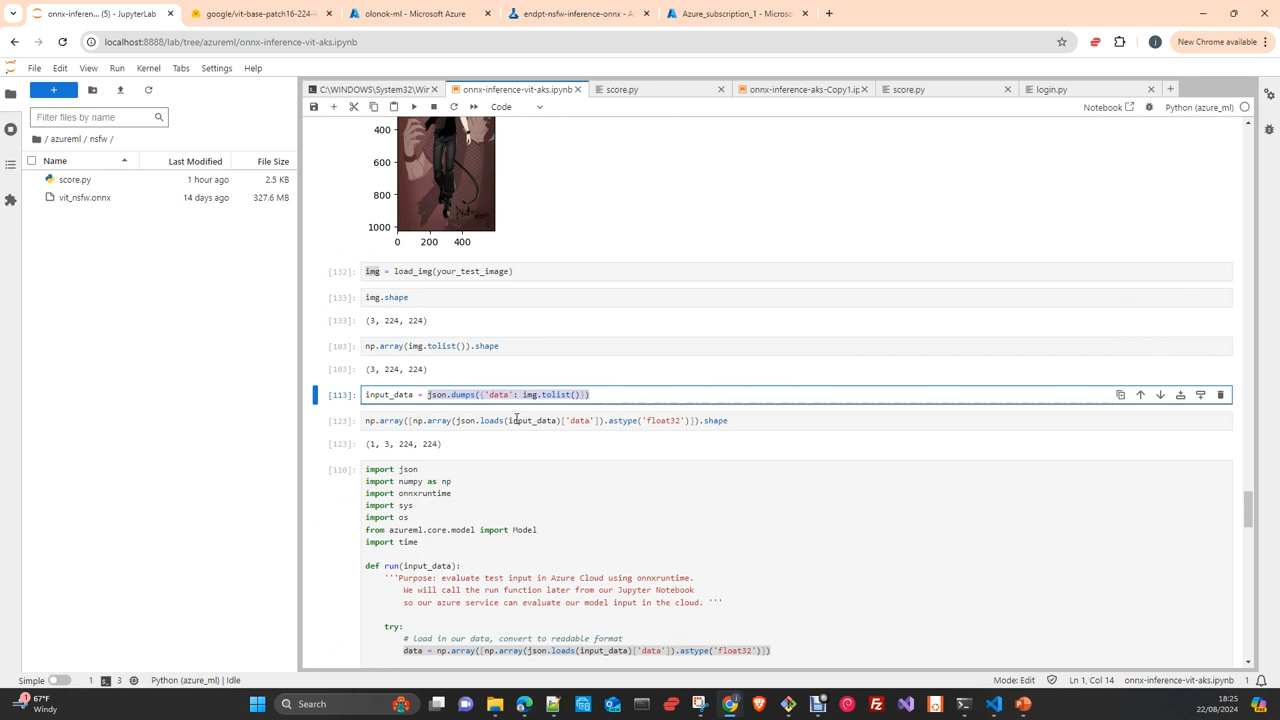 onnx-inferen... (5) - JupyterLab
google/vit-base-patch16-224-i
olonok-ml - Microsoft Azure
endpt-nsfw-inference-onnx - A
Azure_subscription_1 - Microso
localhost:8888/lab/tree/azureml/onnx-inference-vit-aks.ipynb
New Chrome available
File Edit View Run Kernel Tabs Settings Help
C:\WINDOWS\System32\Wir
onnx-inference-vit-aks.ipynb
score.py
onnx-inference-aks-Copy1.ip
score.py
login.py
Code
Notebook
Python (azure_ml)
Filter files by name
/ azureml / nsfw /
Name Last Modified File Size
score.py 1 hour ago 2.5 KB
vit_nsfw.onnx 14 days ago 327.6 MB
400
600
800
1000
0 200 400
[132]: img = load_img(your_test_image)
[133]: img.shape
[133]: (3, 224, 224)
[103]: np.array(img.tolist()).shape
[103]: (3, 224, 224)
[113]: input_data = json.dumps({'data': img.tolist()})
[123]: np.array([np.array(json.loads(input_data)['data']).astype('float32')]).shape
[123]: (1, 3, 224, 224)
[110]: import json
import numpy as np
import onnxruntime
import sys
import os
from azureml.core.model import Model
import time
def run(input_data):
'''Purpose: evaluate test input in Azure Cloud using onnxruntime.
We will call the run function later from our Jupyter Notebook
so our azure service can evaluate our model input in the cloud. '''
try:
# load in our data, convert to readable format
data = np.array([np.array(json.loads(input_data)['data']).astype('float32')])
Simple 1 3 Python (azure_ml) | Idle
Mode: Edit Ln 1, Col 14 onnx-inference-vit-aks.ipynb 1
67°F
Windy
Search
18:25
22/08/2024